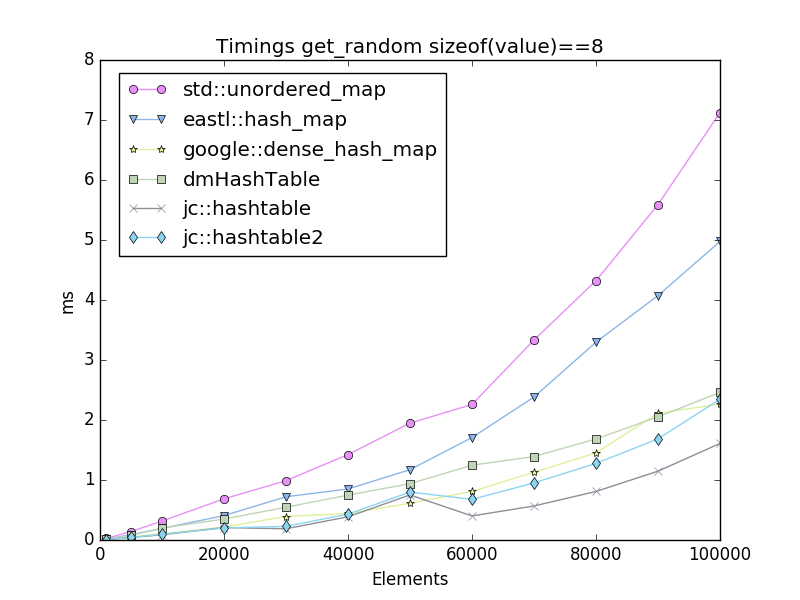 Timings get_random sizeof(value)==8
8
7
6
5
4
3
2
1
0
ms
std::unordered_map
eastl::hash_map
google::dense_hash_map
dmHashTable
jc::hashtable
jc::hashtable2
0 20000 40000 60000 80000 100000
Elements